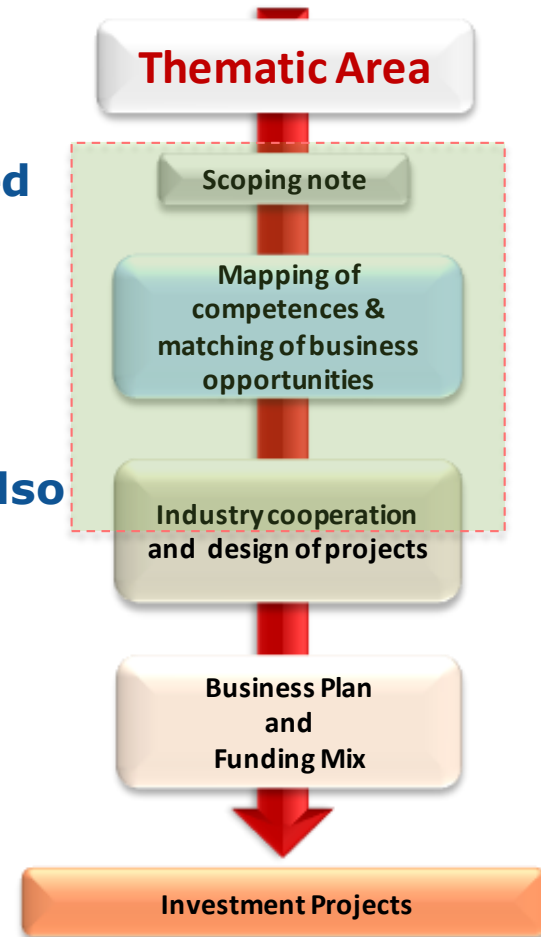 Thematic Area
Scoping note
Mapping of
competences &
matching of business
opportunities
Industry cooperation
and design of projects
Business Plan
and
Funding Mix
Investment Projects